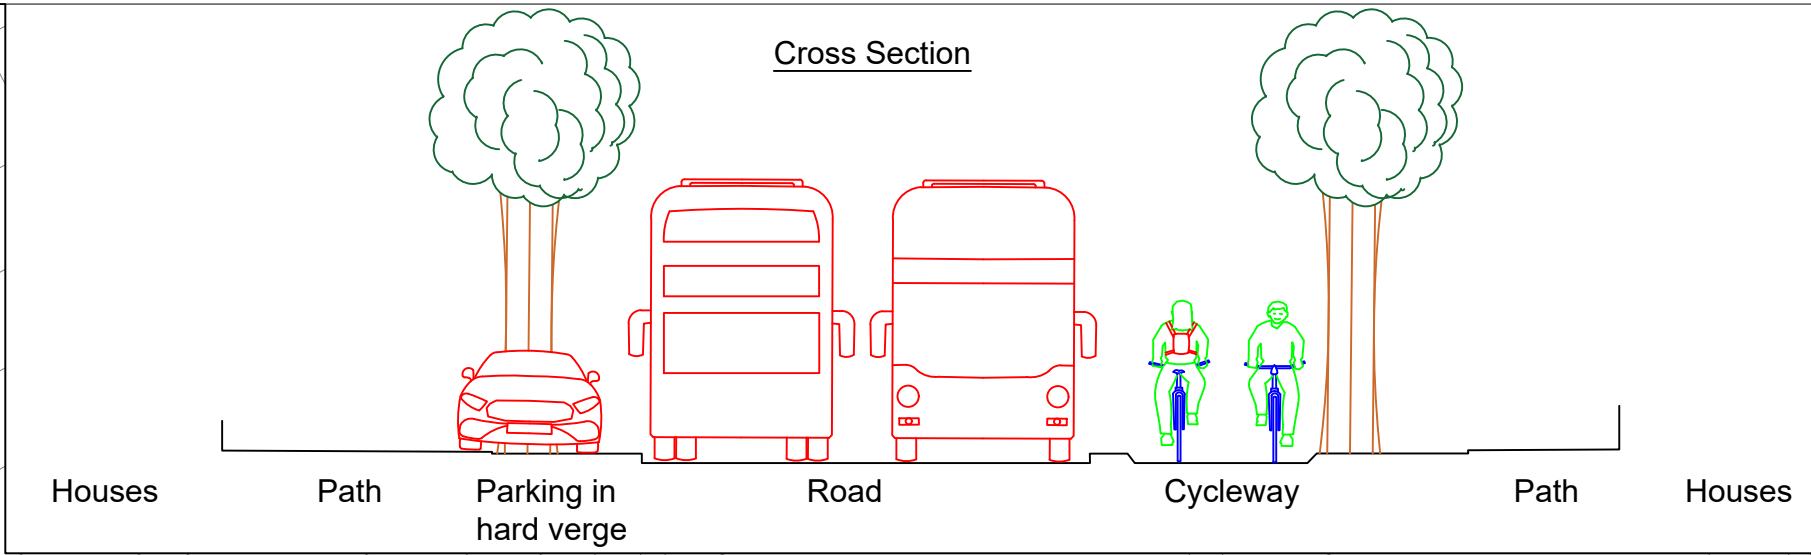 Cross Section
Houses
Path
Parking in
hard verge
Road
Cycleway
Path
Houses